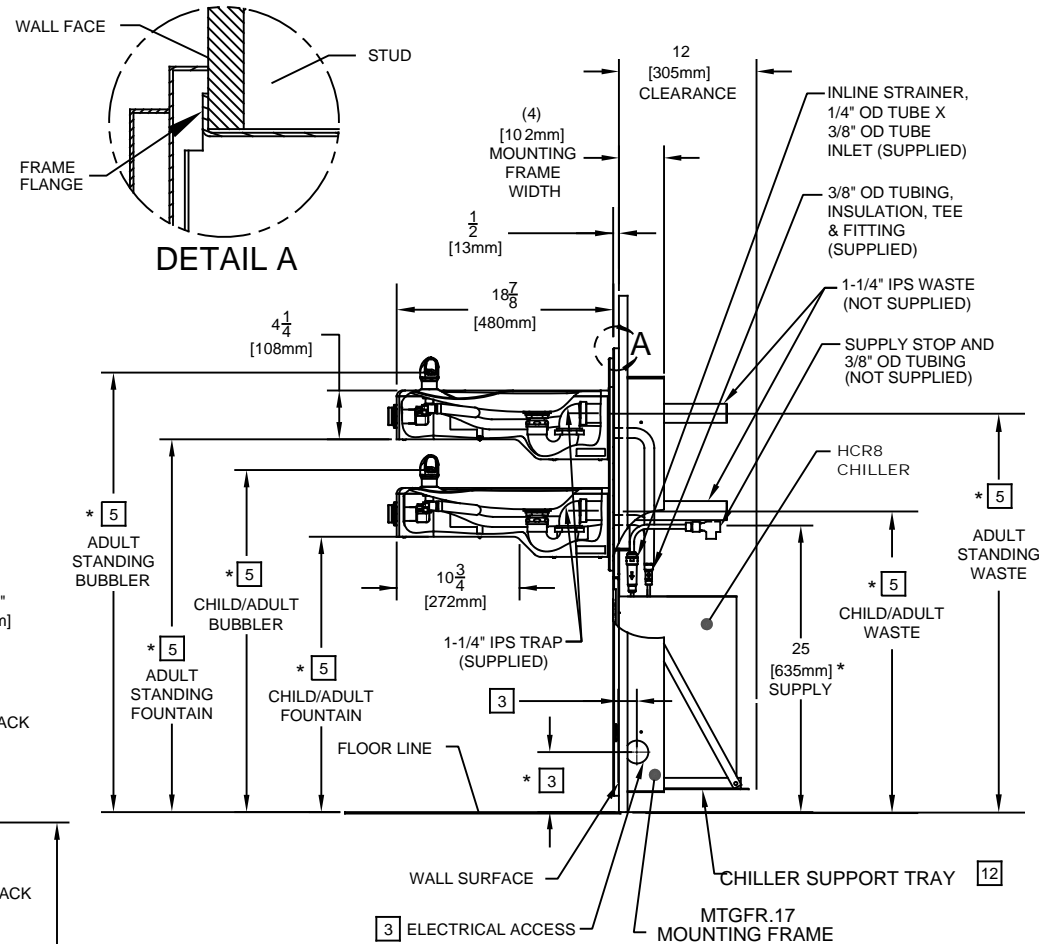 WALL FACE
STUD
FRAME
FLANGE
DETAIL A
12
[305mm]
CLEARANCE
(4)
[10 2mm]
MOUNTING
FRAME
WIDTH
1/2
[13mm]
18 7/8
[480mm]
4 1/4
[108mm]
A
INLINE STRAINER,
1/4" OD TUBE X
3/8" OD TUBE
INLET (SUPPLIED)
3/8" OD TUBING,
INSULATION, TEE
& FITTING
(SUPPLIED)
1-1/4" IPS WASTE
(NOT SUPPLIED)
SUPPLY STOP AND
3/8" OD TUBING
(NOT SUPPLIED)
HCR8
CHILLER
* 5
ADULT
STANDING
BUBBLER
* 5
ADULT
STANDING
FOUNTAIN
* 5
CHILD/ADULT
BUBBLER
* 5
CHILD/ADULT
FOUNTAIN
10 3/4
[272mm]
1-1/4" IPS TRAP
(SUPPLIED)
25
[635mm] *
SUPPLY
* 5
CHILD/ADULT
WASTE
* 5
ADULT
STANDING
WASTE
3
* 3
FLOOR LINE
WALL SURFACE
3 ELECTRICAL ACCESS
CHILLER SUPPORT TRAY 12
MTGFR.17
MOUNTING FRAME
"
m]
ACK
ACK